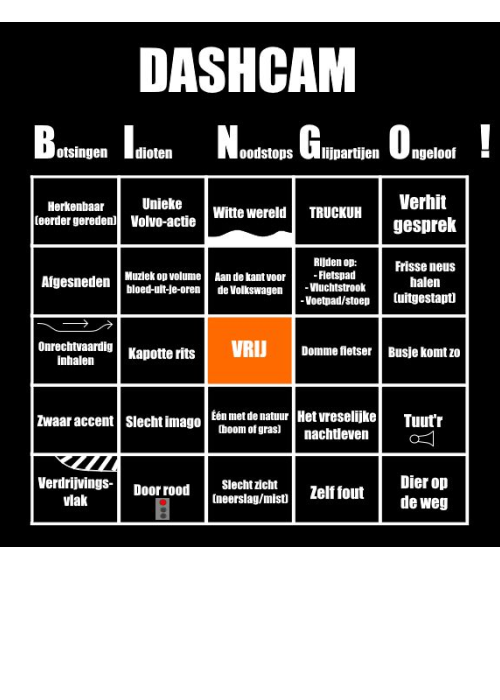 DASHCAM
Botsingen Idioten Noodstops Glijpartijen Ongeloof !
Herkenbaar
(eerder gereden)
Unieke
Volvo-actie
Witte wereld
TRUCKUH
Verhit
gesprek
Afgesneden
Muziek op volume
bloed-uit-je-oren
Aan de kant voor
de Volkswagen
Rijden op:
- Fietspad
- Vluchtstrook
- Voetpad/stoep
Frisse neus
halen
(uitgestapt)
Onrechtvaardig
inhalen
Kapotte rits
VRIJ
Domme fietser
Busje komt zo
Zwaar accent
Slecht imago
Één met de natuur
(boom of gras)
Het vreselijke
nachtleven
Tuut'r
Verdrijvings-
vlak
Door rood
Slecht zicht
(neerslag/mist)
Zelf fout
Dier op
de weg